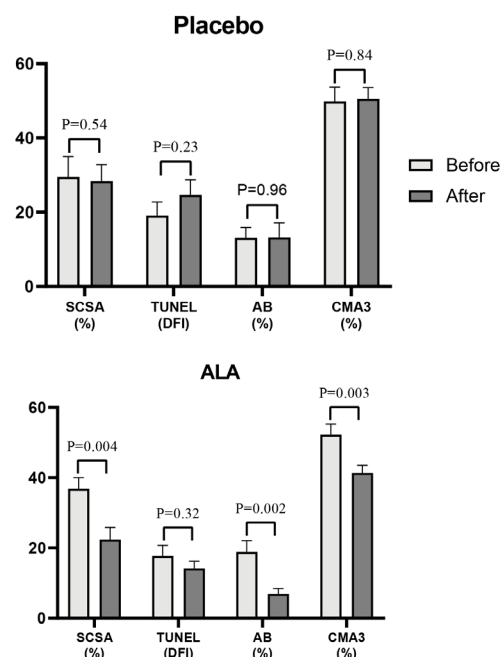 Placebo
60
40
20
0
P=0.54
P=0.23
P=0.96
P=0.84
Before
After
SCSA
(%)
TUNEL
(DFI)
AB
(%)
CMA3
(%)
ALA
60
40
20
0
P=0.004
P=0.32
P=0.002
P=0.003
SCSA
(%)
TUNEL
(DFI)
AB
(%)
CMA3
(%)